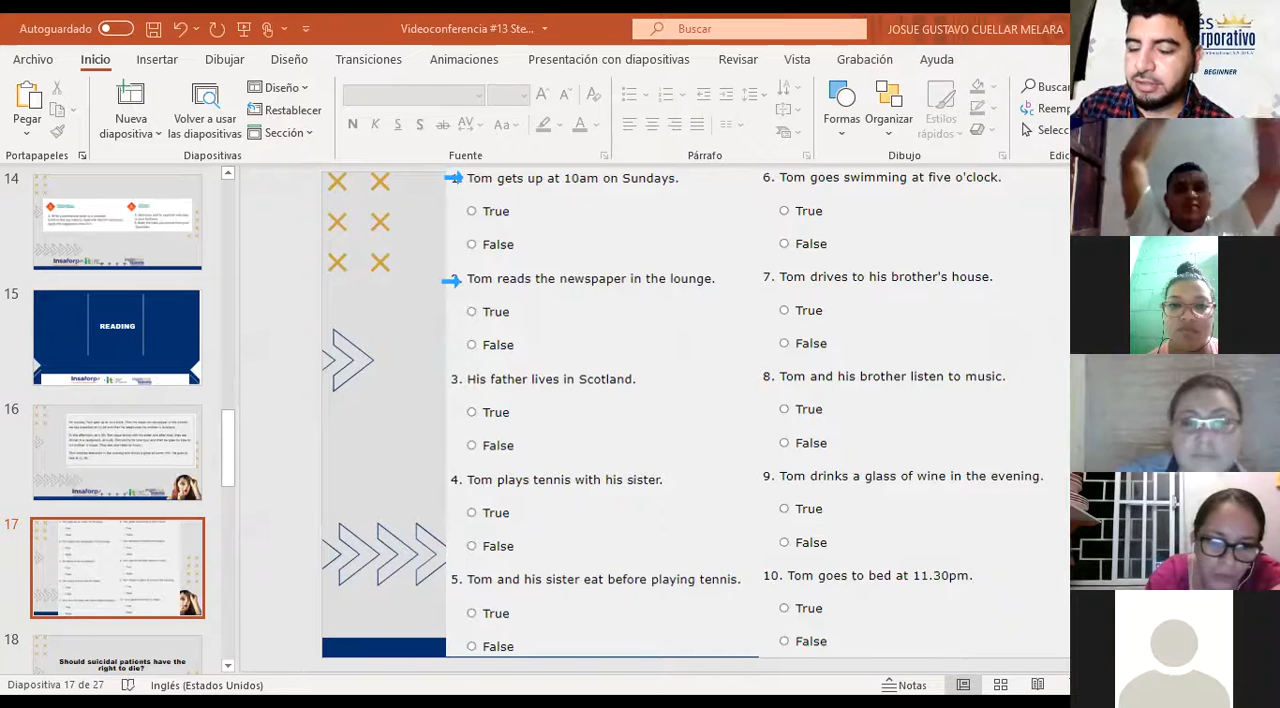 Autoguardado
Videoconferencia #13 Ste...
Buscar
JOSUE GUSTAVO CUELLAR MELARA
Archivo
Inicio
Insertar
Dibujar
Diseño
Transiciones
Animaciones
Presentación con diapositivas
Revisar
Vista
Grabación
Ayuda
Pegar
Nueva
diapositiva
Volver a usar
las diapositivas
Diseño
Restablecer
Sección
N K S S AV Aa
A
Formas
Organizar
Estilos
rápidos
Portapapeles
Diapositivas
Fuente
Párrafo
Dibujo
14
15
READING
Insaforp
16
17
18
Should suicidal patients have the
right to die?
Tom gets up at 10am on Sundays.
True
False
Tom reads the newspaper in the lounge.
True
False
3. His father lives in Scotland.
True
False
4. Tom plays tennis with his sister.
True
False
5. Tom and his sister eat before playing tennis.
True
False
6. Tom goes swimming at five o'clock.
True
False
7. Tom drives to his brother's house.
True
False
8. Tom and his brother listen to music.
True
False
9. Tom drinks a glass of wine in the evening.
True
False
10. Tom goes to bed at 11.30pm.
True
False
Diapositiva 17 de 27
Inglés (Estados Unidos)
Notas
BEGINNER